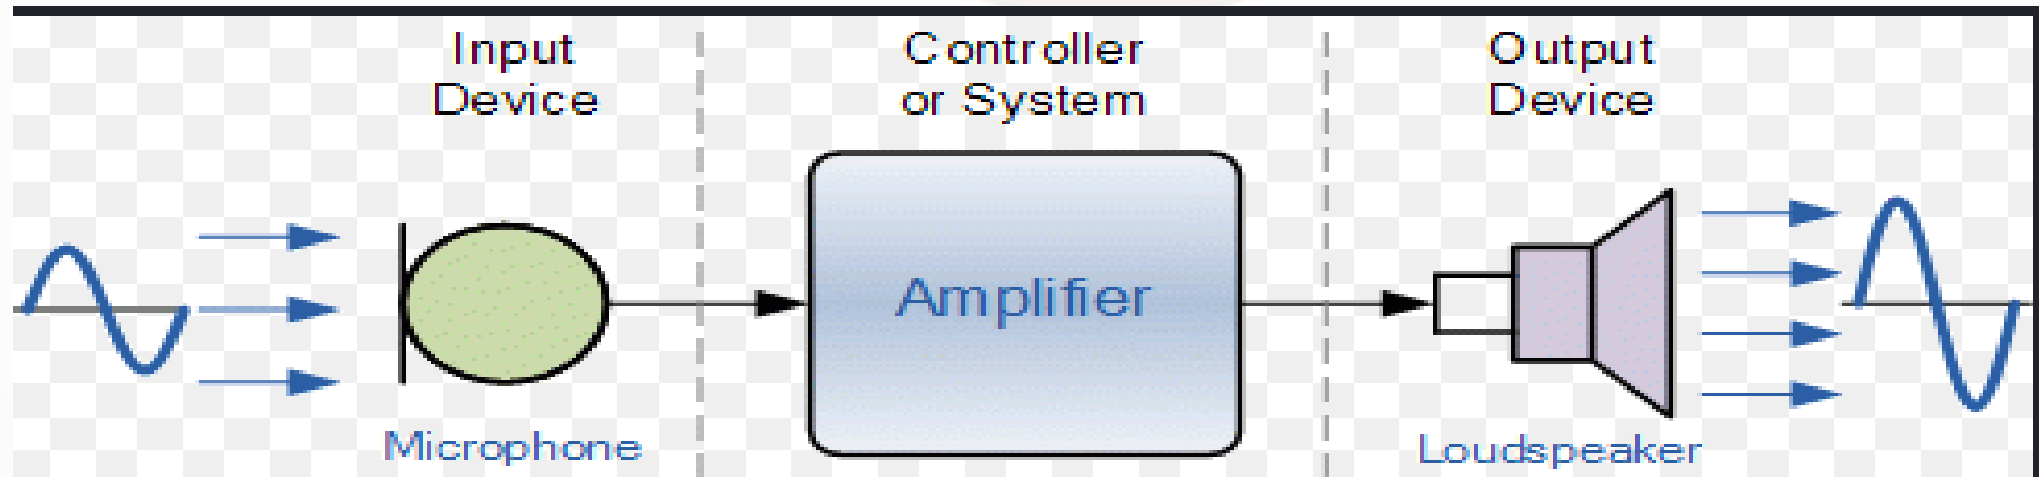 Input
Device
Controller
or System
Output
Device
Amplifier
Microphone
Loudspeaker